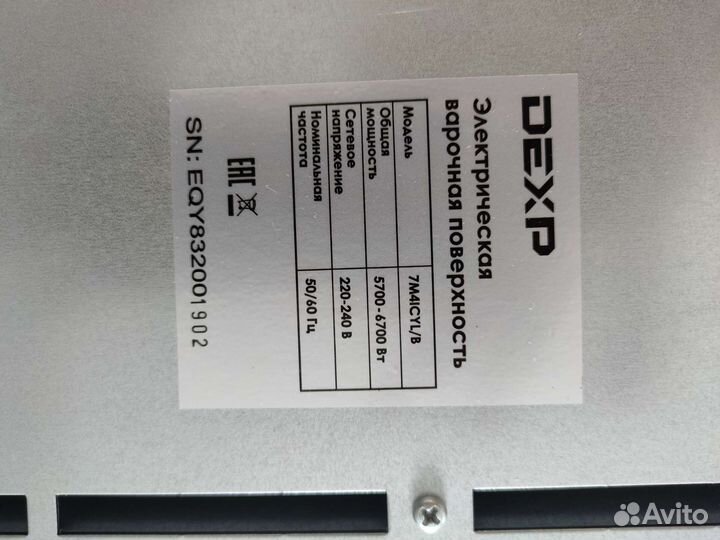 DEXP
Электрическая
варочная поверхность
Модель 7M4ICYL/B
Общая
мощность 5700-6700 Вт
Сетевое
напряжение 220-240 В
Номинальная
частота 50/60 Гц
EAC
SN: EQY832001902
Avito